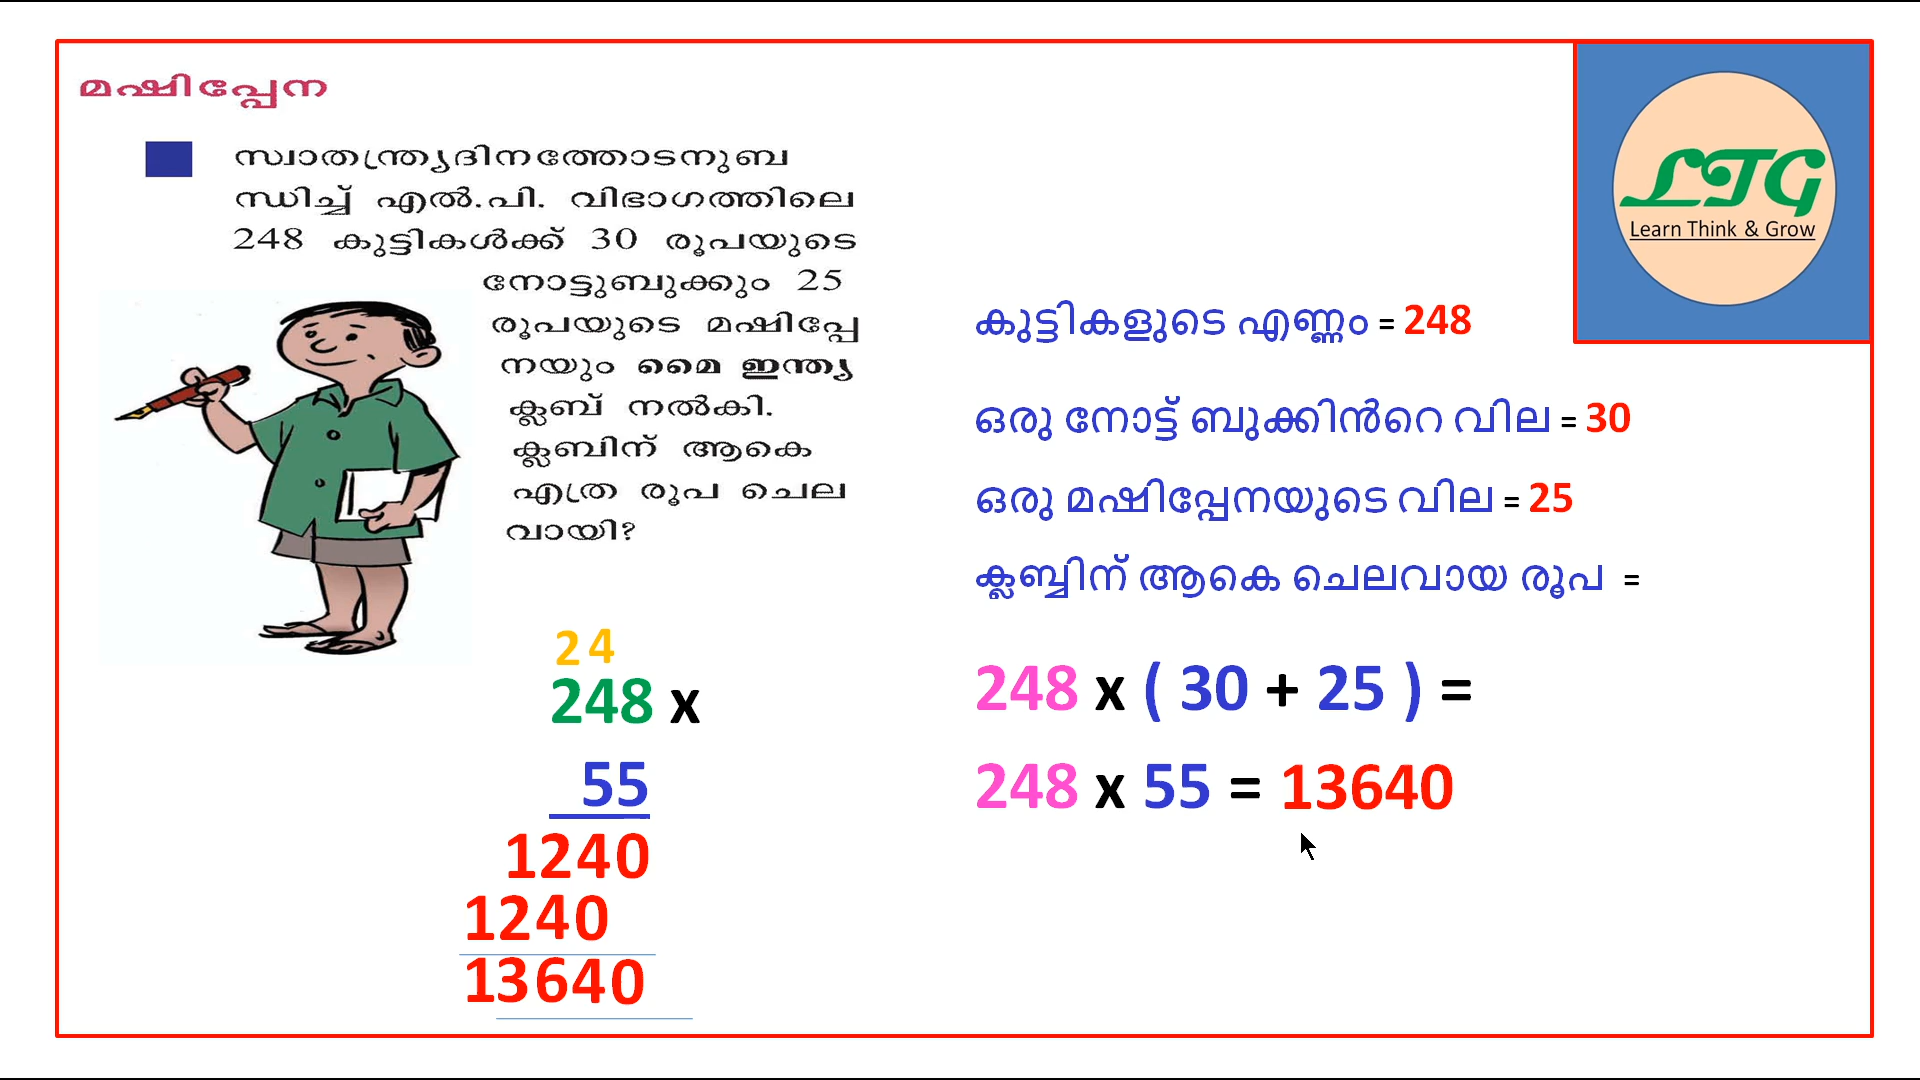 മഷിപ്പേന
സ്വാതന്ത്ര്യദിനത്തോടനുബ
ന്ധിച്ച് എൽ.പി. വിഭാഗത്തിലെ
248 കുട്ടികൾക്ക് 30 രൂപയുടെ
നോട്ടുബുക്കും 25
രൂപയുടെ മഷിപ്പേ
നയും മൈ ഇന്ത്യ
ക്ലബ് നൽകി.
ക്ലബിന് ആകെ
എത്ര രൂപ ചെല
വായി?
24
248 x
55
1240
1240
13640
LTG
Learn Think & Grow
കുട്ടികളുടെ എണ്ണം = 248
ഒരു നോട്ട് ബുക്കിൻറെ വില = 30
ഒരു മഷിപ്പേനയുടെ വില = 25
ക്ലബ്ബിന് ആകെ ചെലവായ രൂപ =
248 x ( 30 + 25 ) =
248 x 55 = 13640